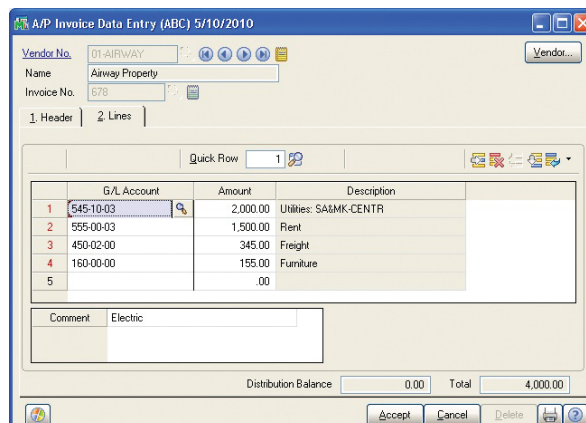 A/P Invoice Data Entry (ABC) 5/10/2010
Vendor No. 01-AIRWAY Vendor...
Name Airway Property
Invoice No. 678
1. Header 2. Lines
Quick Row 1
G/L Account Amount Description
1 545-10-03 2,000.00 Utilities: SA&MK-CENTR
2 555-00-03 1,500.00 Rent
3 450-02-00 345.00 Freight
4 160-00-00 155.00 Furniture
5 .00
Comment Electric
Distribution Balance 0.00 Total 4,000.00
Accept Cancel Delete